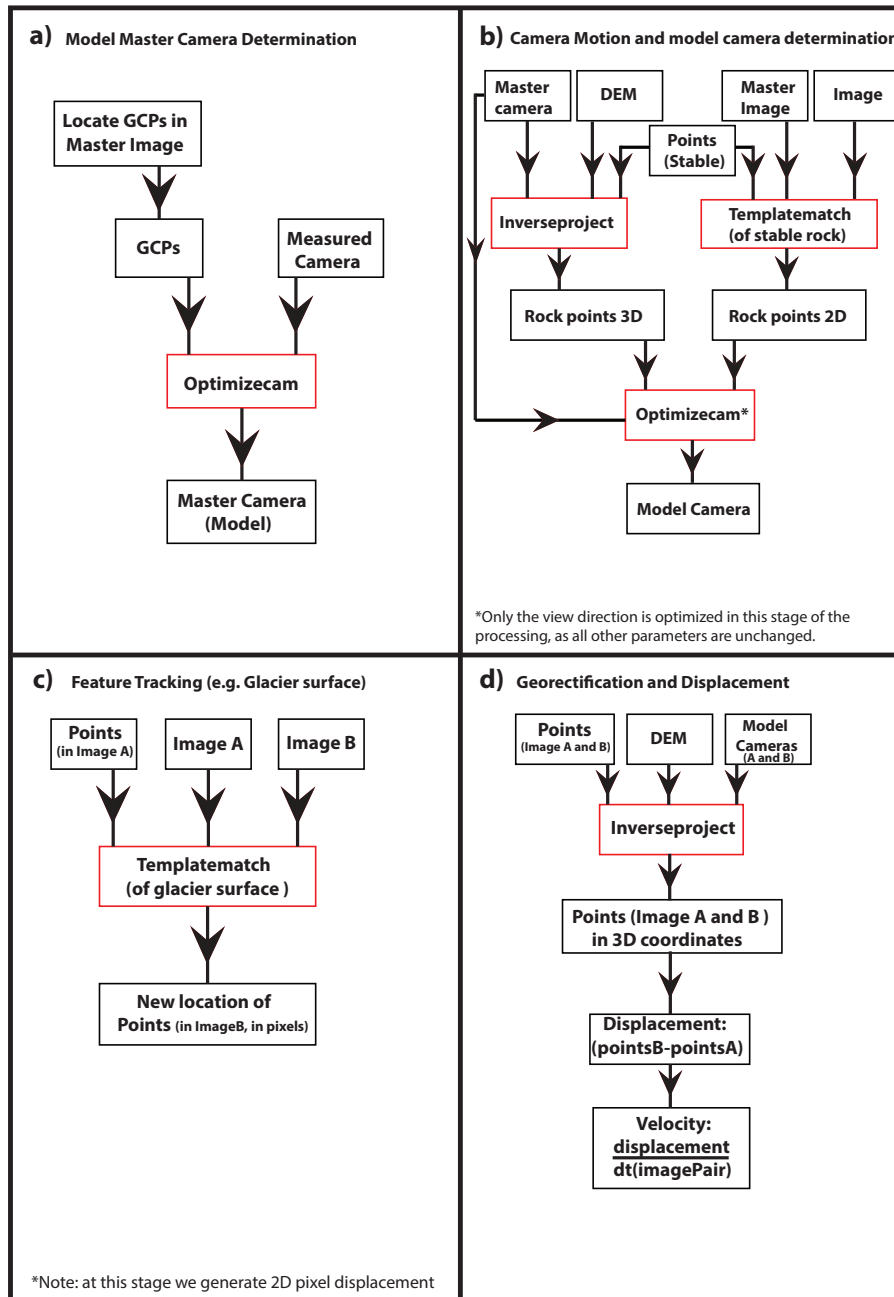 a) Model Master Camera Determination
Locate GCPs in
Master Image
GCPs
Measured
Camera
Optimizecam
Master Camera
(Model)
b) Camera Motion and model camera determination
Master
camera
DEM
Master
Image
Image
Points
(Stable)
Inverseproject
Templatematch
(of stable rock)
Rock points 3D
Rock points 2D
Optimizecam*
Model Camera
*Only the view direction is optimized in this stage of the
processing, as all other parameters are unchanged.
c) Feature Tracking (e.g. Glacier surface)
Points
(in Image A)
Image A
Image B
Templatematch
(of glacier surface )
New location of
Points (in ImageB, in pixels)
*Note: at this stage we generate 2D pixel displacement
d) Georectification and Displacement
Points
(Image A and B)
DEM
Model
Cameras
(A and B)
Inverseproject
Points (Image A and B )
in 3D coordinates
Displacement:
(pointsB-pointsA)
Velocity:
displacement
dt(imagePair)